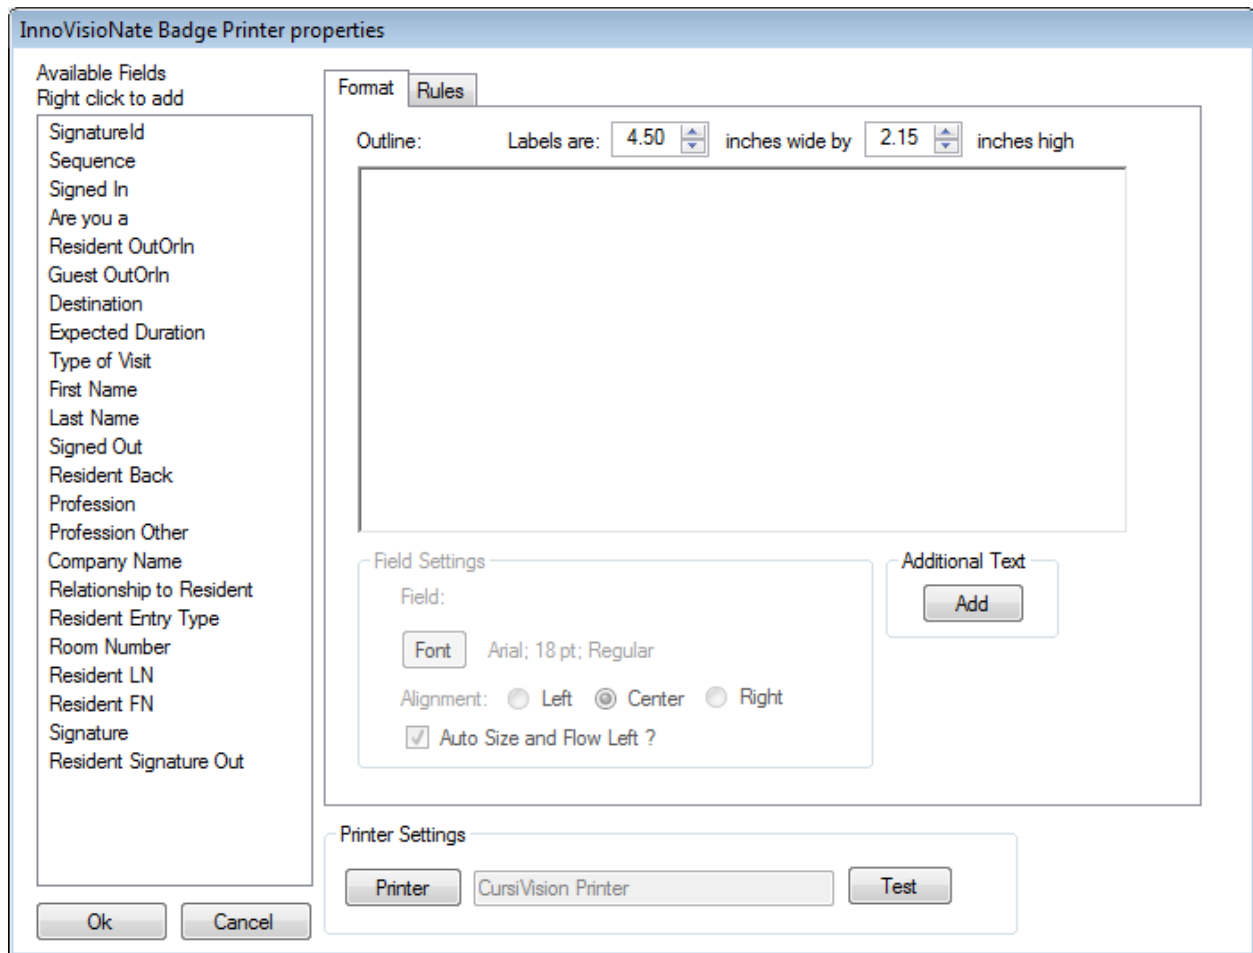 InnoVisioNate Badge Printer properties
Available Fields
Right click to add
SignatureId
Sequence
Signed In
Are you a
Resident OutOrIn
Guest OutOrIn
Destination
Expected Duration
Type of Visit
First Name
Last Name
Signed Out
Resident Back
Profession
Profession Other
Company Name
Relationship to Resident
Resident Entry Type
Room Number
Resident LN
Resident FN
Signature
Resident Signature Out
Ok Cancel
Format Rules
Outline: Labels are: 4.50 inches wide by 2.15 inches high
Field Settings
Field:
Font Arial; 18 pt; Regular
Alignment: Left Center Right
Auto Size and Flow Left ?
Additional Text
Add
Printer Settings
Printer CursiVision Printer Test